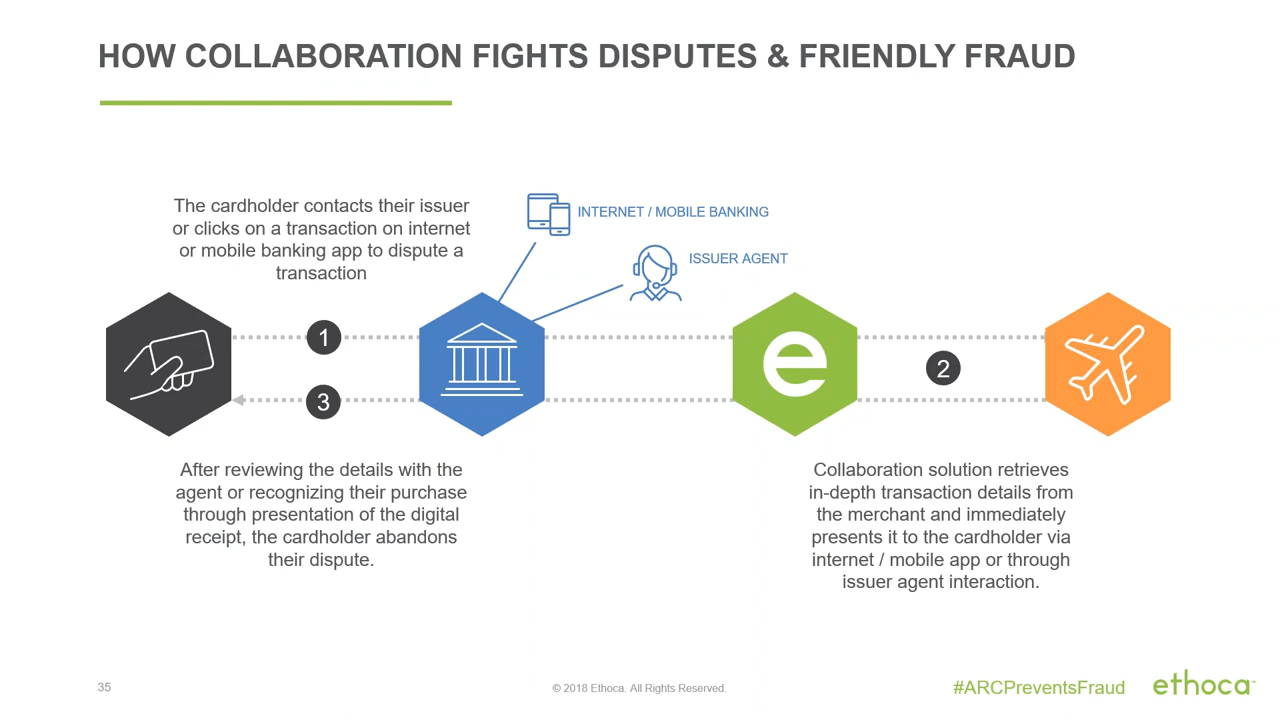 HOW COLLABORATION FIGHTS DISPUTES & FRIENDLY FRAUD
The cardholder contacts their issuer
or clicks on a transaction on internet
or mobile banking app to dispute a
transaction
INTERNET / MOBILE BANKING
ISSUER AGENT
1
2
3
e
After reviewing the details with the
agent or recognizing their purchase
through presentation of the digital
receipt, the cardholder abandons
their dispute.
Collaboration solution retrieves
in-depth transaction details from
the merchant and immediately
presents it to the cardholder via
internet / mobile app or through
issuer agent interaction.
35
© 2018 Ethoca. All Rights Reserved.
#ARCPreventsFraud
ethoca™